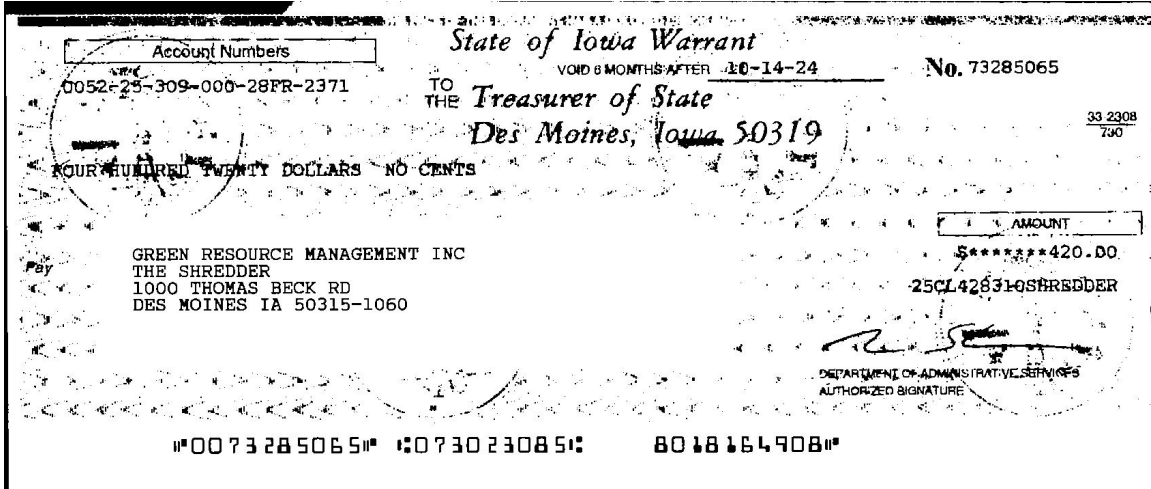 Account Numbers
0052-25-309-000-28FR-2371
State of Iowa Warrant
VOID 6 MONTHS AFTER 10-14-24
No. 73285065
TO THE Treasurer of State
Des Moines, Iowa 50319
33-2308
730
FOUR HUNDRED TWENTY DOLLARS NO CENTS
AMOUNT
$*******420.00
Pay
GREEN RESOURCE MANAGEMENT INC
THE SHREDDER
1000 THOMAS BECK RD
DES MOINES IA 50315-1060
25CL428310SHREDDER
DEPARTMENT OF ADMINISTRATIVE SERVICES
AUTHORIZED SIGNATURE
⑈0073285065⑈ ⑆073023085⑆ 8018164908⑈